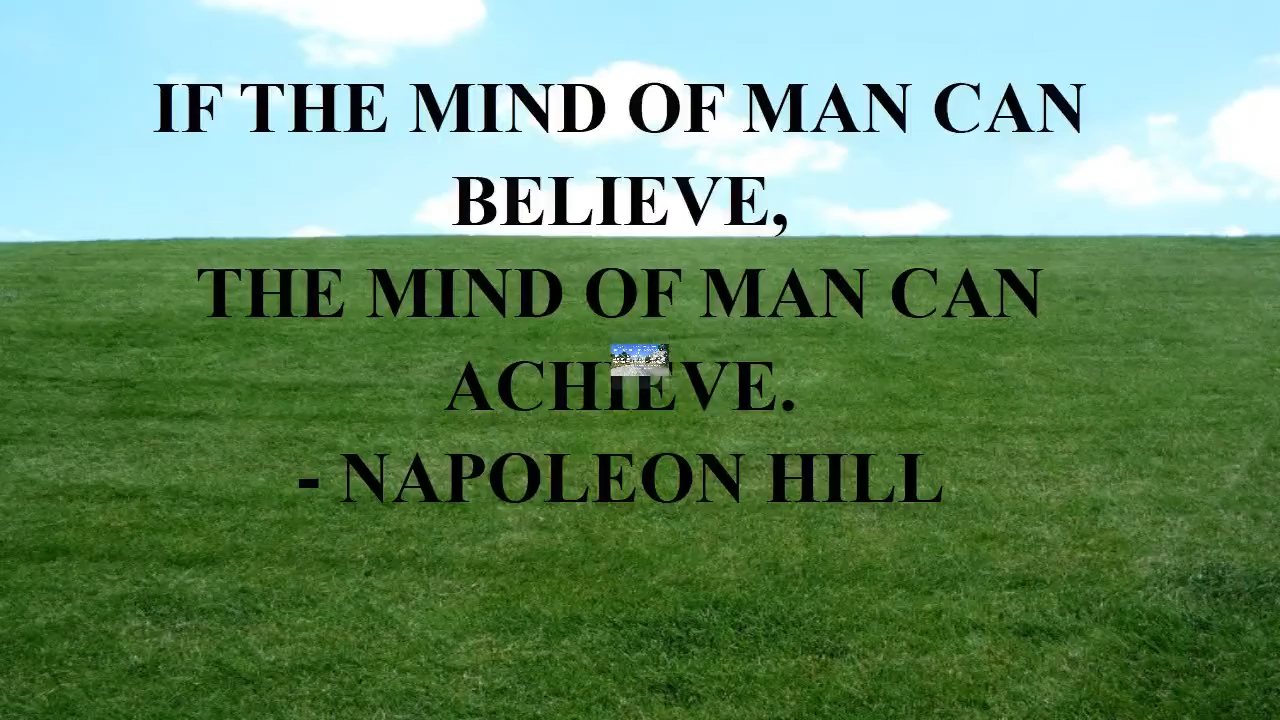 IF THE MIND OF MAN CAN
BELIEVE,
THE MIND OF MAN CAN
ACHIEVE.
- NAPOLEON HILL